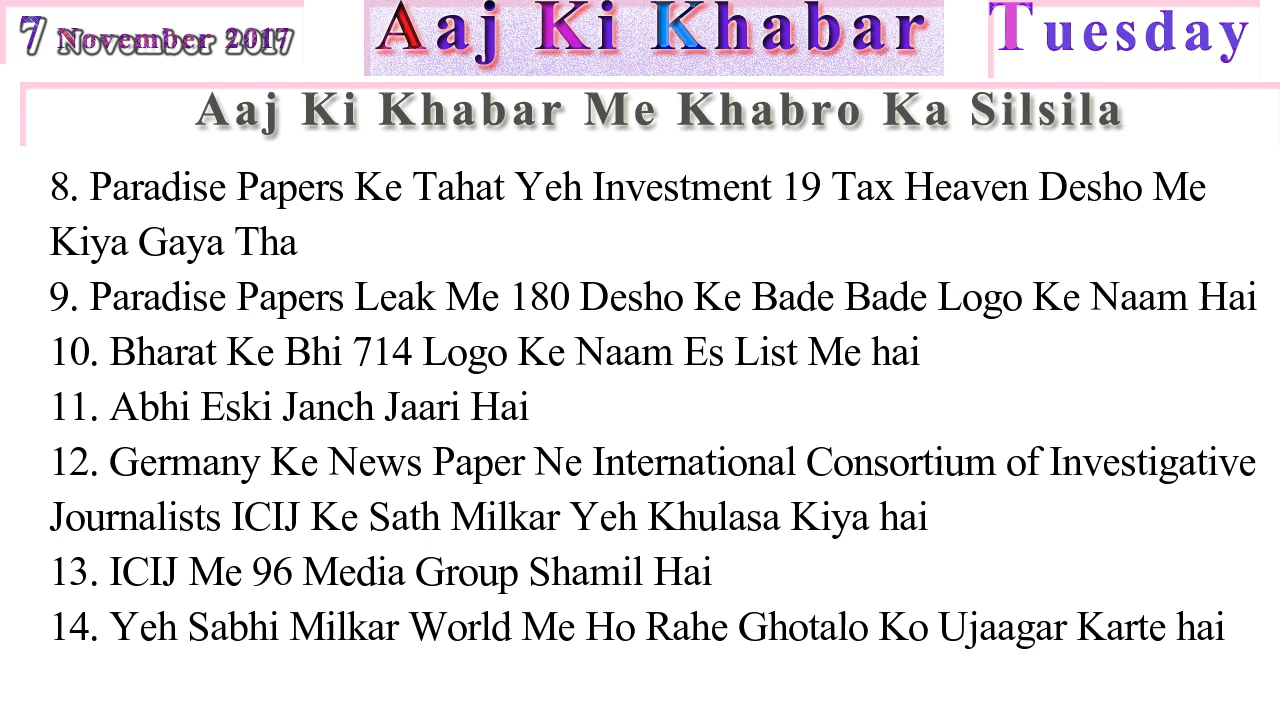 7 November 2017
Aaj Ki Khabar
Tuesday
Aaj Ki Khabar Me Khabro Ka Silsila
8. Paradise Papers Ke Tahat Yeh Investment 19 Tax Heaven Desho Me
Kiya Gaya Tha
9. Paradise Papers Leak Me 180 Desho Ke Bade Bade Logo Ke Naam Hai
10. Bharat Ke Bhi 714 Logo Ke Naam Es List Me hai
11. Abhi Eski Janch Jaari Hai
12. Germany Ke News Paper Ne International Consortium of Investigative
Journalists ICIJ Ke Sath Milkar Yeh Khulasa Kiya hai
13. ICIJ Me 96 Media Group Shamil Hai
14. Yeh Sabhi Milkar World Me Ho Rahe Ghotalo Ko Ujaagar Karte hai